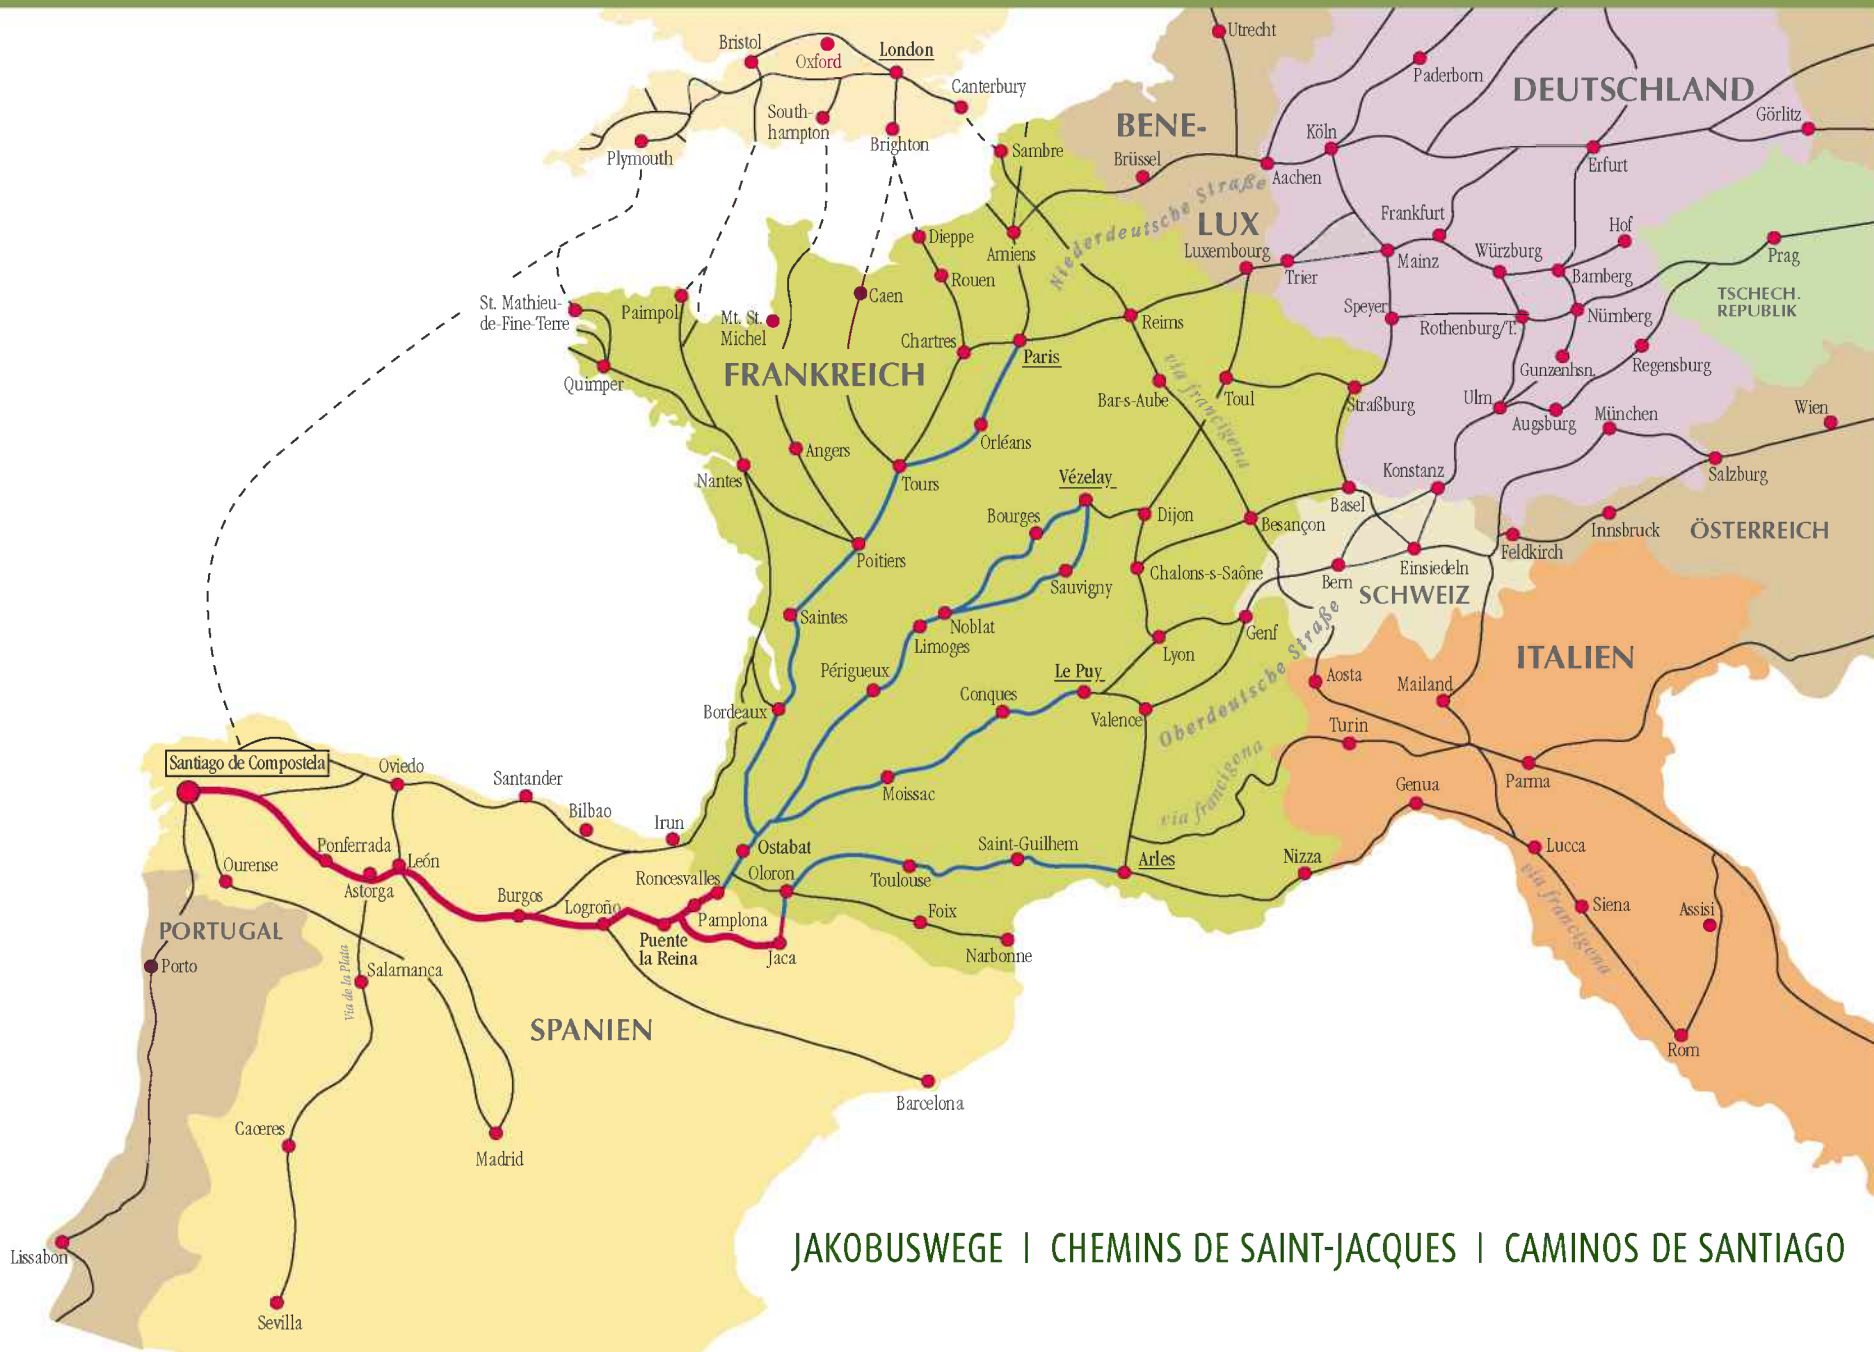 Utrecht
Bristol
Oxford
London
Paderborn
DEUTSCHLAND
Canterbury
South-
hampton
Görlitz
BENE-
Köln
Plymouth
Brighton
Sambre
Brüssel
Aachen
Erfurt
Niederdeutsche Straße
LUX
Frankfurt
Hof
Dieppe
Amiens
Luxembourg
Trier
Mainz
Würzburg
Bamberg
Prag
Rouen
St. Mathieu-
de-Fine-Terre
Paimpol
Caen
Mt. St.
Michel
TSCHECH.
REPUBLIK
Speyer
Rothenburg/T.
Nürnberg
Reims
Chartres
Paris
FRANKREICH
Quimper
Gunzenhsn.
Regensburg
via francigena
Bar-s-Aube
Toul
Straßburg
Ulm
Augsburg
München
Wien
Orléans
Angers
Nantes
Tours
Vézelay
Konstanz
Salzburg
Basel
Bourges
Dijon
Besançon
Innsbruck
ÖSTERREICH
Feldkirch
Poitiers
Chalons-s-Saône
Sauvigny
Bern
Einsiedeln
SCHWEIZ
Saintes
Noblat
Limoges
Genf
Lyon
ITALIEN
Périgueux
Le Puy
Conques
Oberdeutsche Straße
Aosta
Mailand
Bordeaux
Valence
Turin
Santiago de Compostela
Oviedo
Santander
via francigena
Parma
Genua
Moissac
Bilbao
Irun
Ponferrada
León
Ourense
Astorga
Ostabat
Saint-Guilhem
Arles
Nizza
Lucca
Roncesvalles
Oloron
Toulouse
Burgos
Logroño
Pamplona
Foix
via francigena
Siena
Assisi
PORTUGAL
Puente
la Reina
Jaca
Narbonne
Porto
Via de la Plata
Salamanca
SPANIEN
Rom
Barcelona
Caceres
Madrid
Lissabon
JAKOBUSWEGE | CHEMINS DE SAINT-JACQUES | CAMINOS DE SANTIAGO
Sevilla